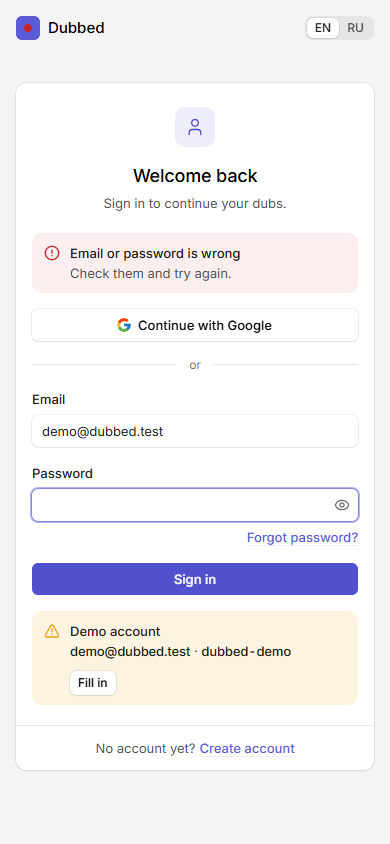 Dubbed
EN RU
Welcome back
Sign in to continue your dubs.
Email or password is wrong
Check them and try again.
Continue with Google
or
Email
demo@dubbed.test
Password
Forgot password?
Sign in
Demo account
demo@dubbed.test · dubbed-demo
Fill in
No account yet? Create account